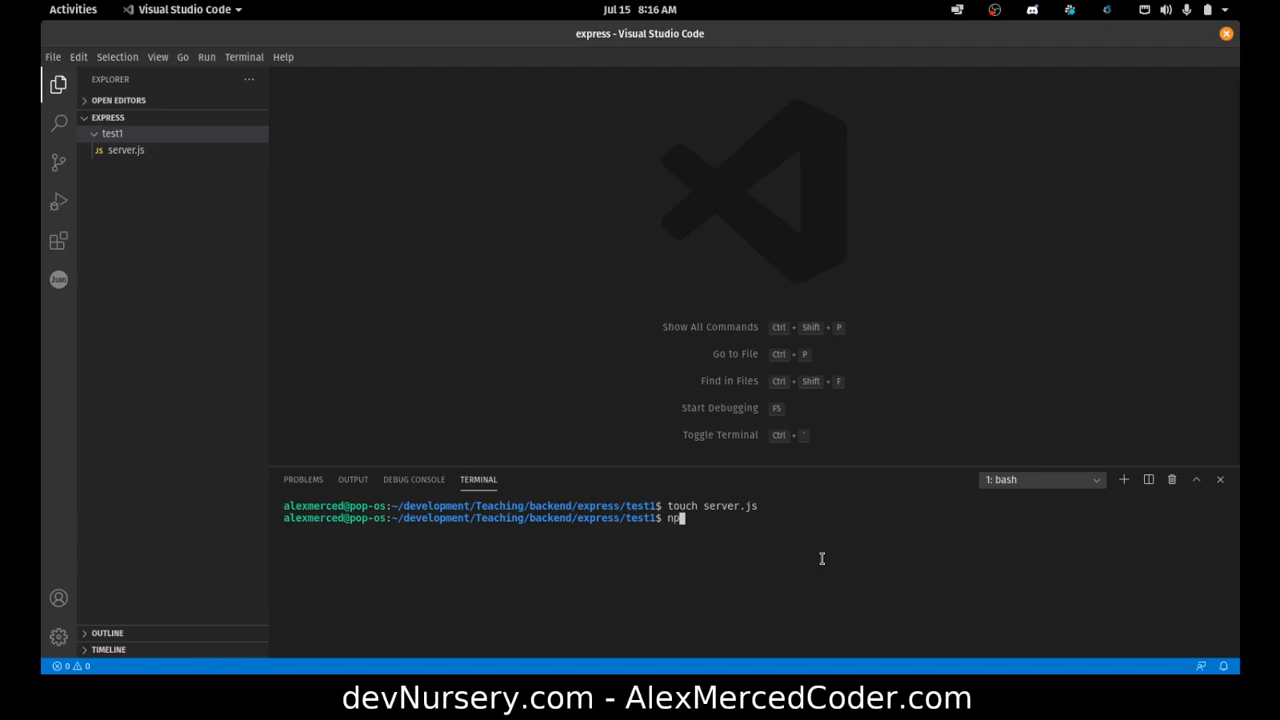 Activities
Visual Studio Code
Jul 15 8:16 AM
express - Visual Studio Code
File Edit Selection View Go Run Terminal Help
EXPLORER
OPEN EDITORS
EXPRESS
test1
JS server.js
Show All Commands Ctrl + Shift + P
Go to File Ctrl + P
Find in Files Ctrl + Shift + F
Start Debugging F5
Toggle Terminal Ctrl + `
PROBLEMS OUTPUT DEBUG CONSOLE TERMINAL
1: bash
alexmerced@pop-os:~/development/Teaching/backend/express/test1$ touch server.js
alexmerced@pop-os:~/development/Teaching/backend/express/test1$ np
OUTLINE
TIMELINE
0 0
devNursery.com - AlexMercedCoder.com